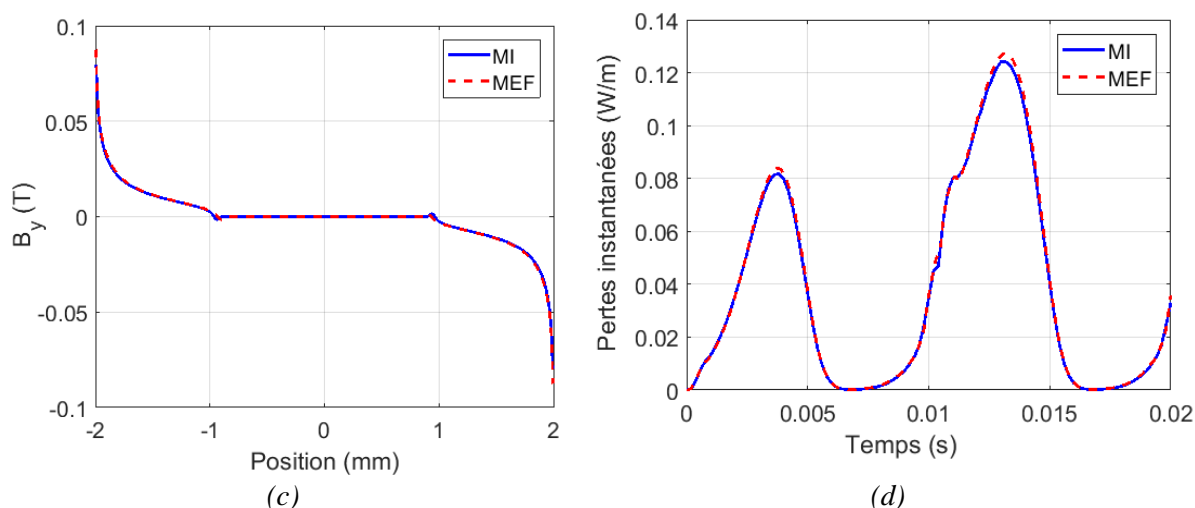 0.1
0.05
0
-0.05
-0.1
B_y (T)
-2
-1
0
1
2
Position (mm)
MI
MEF
(c)
0.14
0.12
0.1
0.08
0.06
0.04
0.02
0
Pertes instantanées (W/m)
0
0.005
0.01
0.015
0.02
Temps (s)
MI
MEF
(d)